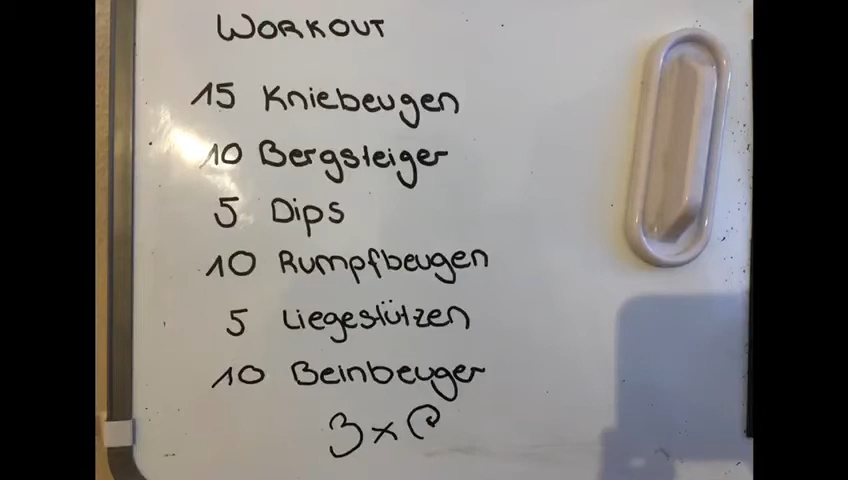 WORKOUT
15 Kniebeugen
10 Bergsteiger
5 Dips
10 Rumpfbeugen
5 Liegestützen
10 Beinbeuger
3x